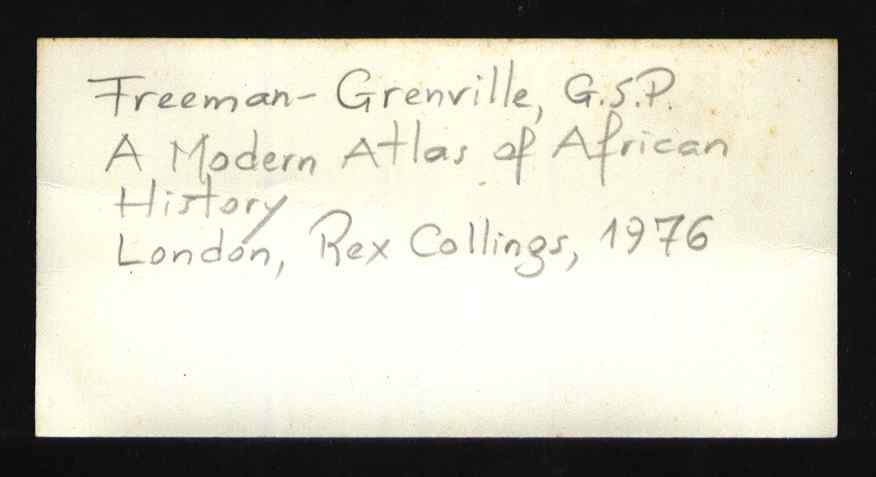 Freeman-Grenville, G.S.P.
A Modern Atlas of African
History
London, Rex Collings, 1976